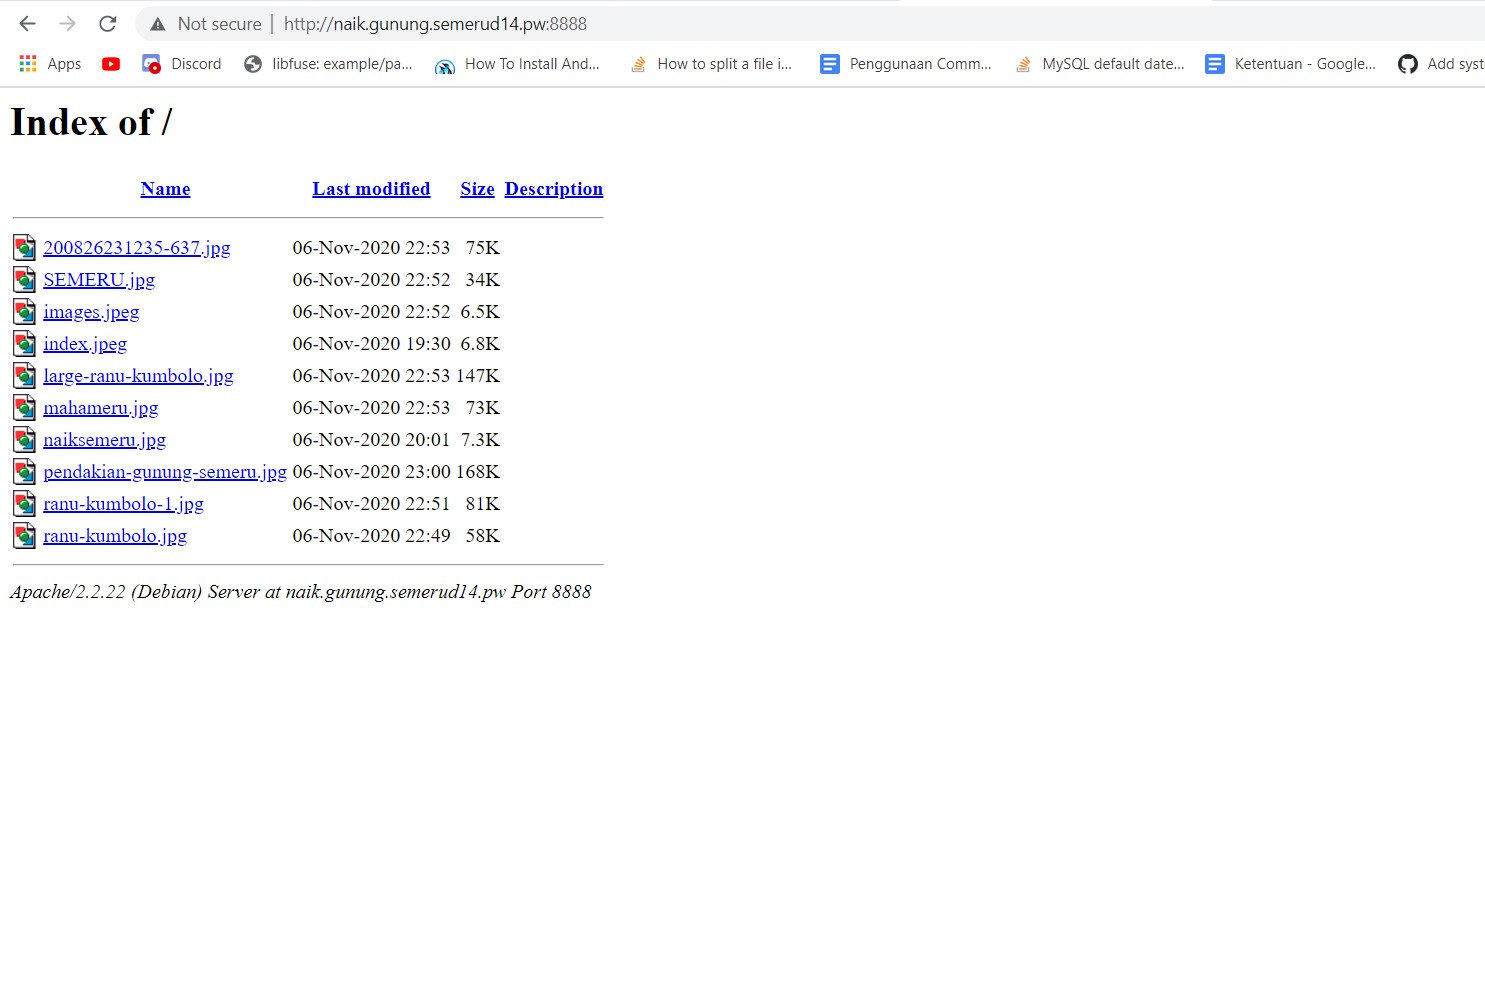 Not secure | http://naik.gunung.semerud14.pw:8888
Apps Discord libfuse: example/pa... How To Install And... How to split a file i... Penggunaan Comm... MySQL default date... Ketentuan - Google... Add syst
Index of /
Name Last modified Size Description
200826231235-637.jpg 06-Nov-2020 22:53 75K
SEMERU.jpg 06-Nov-2020 22:52 34K
images.jpeg 06-Nov-2020 22:52 6.5K
index.jpeg 06-Nov-2020 19:30 6.8K
large-ranu-kumbolo.jpg 06-Nov-2020 22:53 147K
mahameru.jpg 06-Nov-2020 22:53 73K
naiksemeru.jpg 06-Nov-2020 20:01 7.3K
pendakian-gunung-semeru.jpg 06-Nov-2020 23:00 168K
ranu-kumbolo-1.jpg 06-Nov-2020 22:51 81K
ranu-kumbolo.jpg 06-Nov-2020 22:49 58K
Apache/2.2.22 (Debian) Server at naik.gunung.semerud14.pw Port 8888